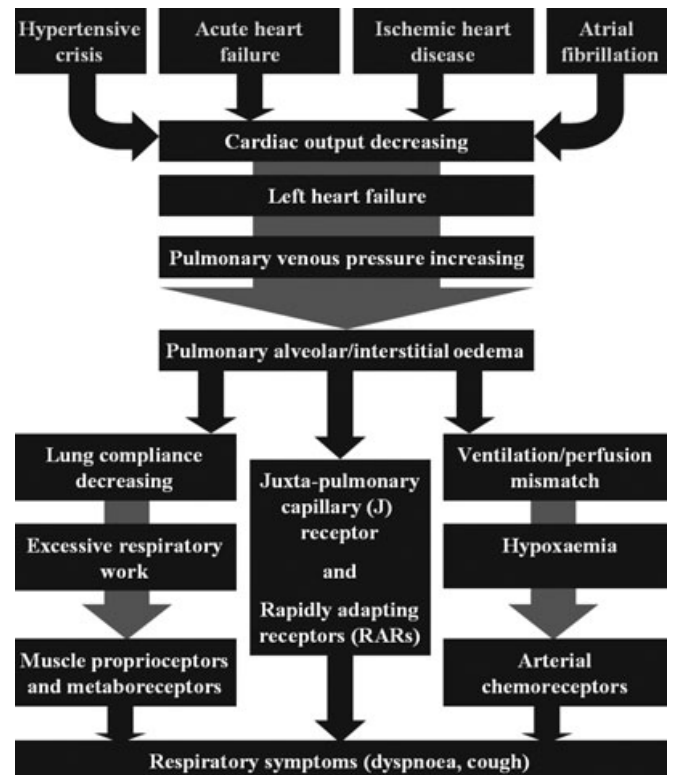 Hypertensive
crisis
Acute heart
failure
Ischemic heart
disease
Atrial
fibrillation
Cardiac output decreasing
Left heart failure
Pulmonary venous pressure increasing
Pulmonary alveolar/interstitial oedema
Lung compliance
decreasing
Excessive respiratory
work
Muscle proprioceptors
and metaboreceptors
Juxta-pulmonary
capillary (J)
receptor
and
Rapidly adapting
receptors (RARs)
Ventilation/perfusion
mismatch
Hypoxaemia
Arterial
chemoreceptors
Respiratory symptoms (dyspnoea, cough)